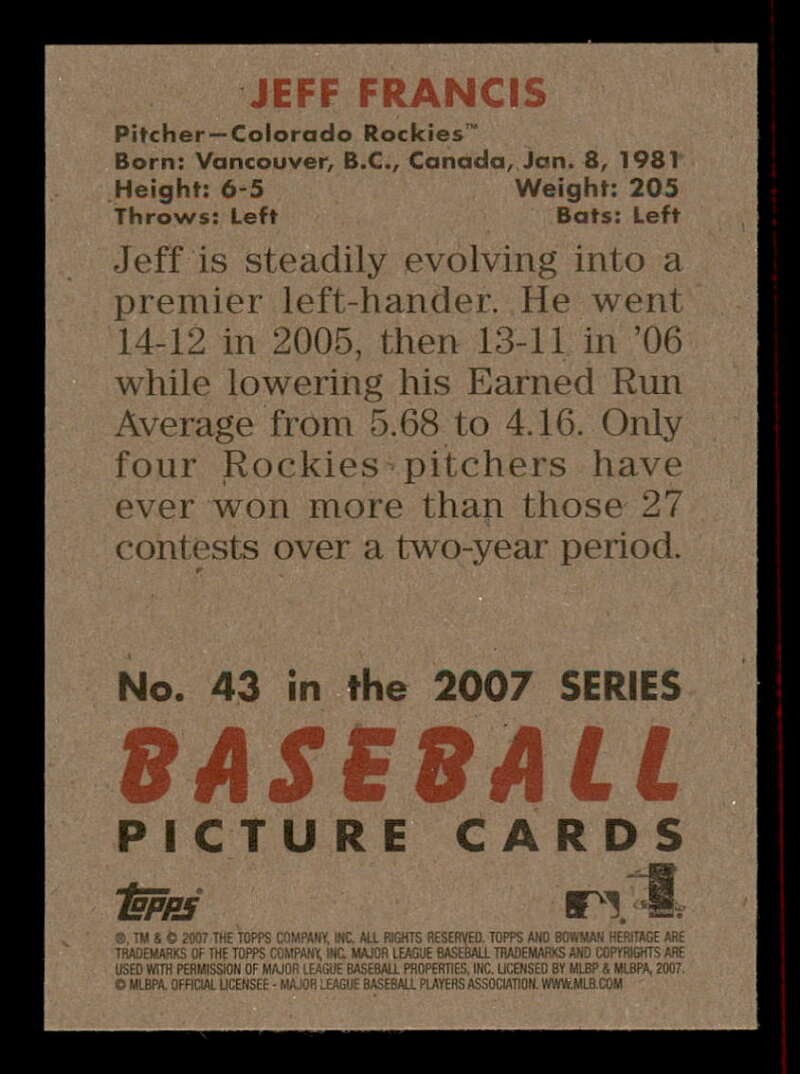 JEFF FRANCIS
Pitcher—Colorado Rockies™
Born: Vancouver, B.C., Canada, Jan. 8, 1981
Height: 6-5 Weight: 205
Throws: Left Bats: Left
Jeff is steadily evolving into a
premier left-hander. He went
14-12 in 2005, then 13-11 in '06
while lowering his Earned Run
Average from 5.68 to 4.16. Only
four Rockies pitchers have
ever won more than those 27
contests over a two-year period.
No. 43 in the 2007 SERIES
BASEBALL
PICTURE CARDS
Topps
®, TM & © 2007 THE TOPPS COMPANY, INC. ALL RIGHTS RESERVED. TOPPS AND BOWMAN HERITAGE ARE
TRADEMARKS OF THE TOPPS COMPANY, INC. MAJOR LEAGUE BASEBALL TRADEMARKS AND COPYRIGHTS ARE
USED WITH PERMISSION OF MAJOR LEAGUE BASEBALL PROPERTIES, INC. LICENSED BY MLBP & MLBPA, 2007.
© MLBPA. OFFICIAL LICENSEE - MAJOR LEAGUE BASEBALL PLAYERS ASSOCIATION. WWW.MLB.COM